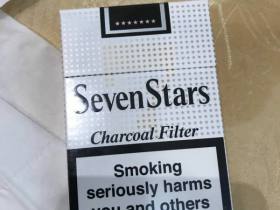 SevenStars
Charcoal Filter
Smoking
seriously harms
you and others